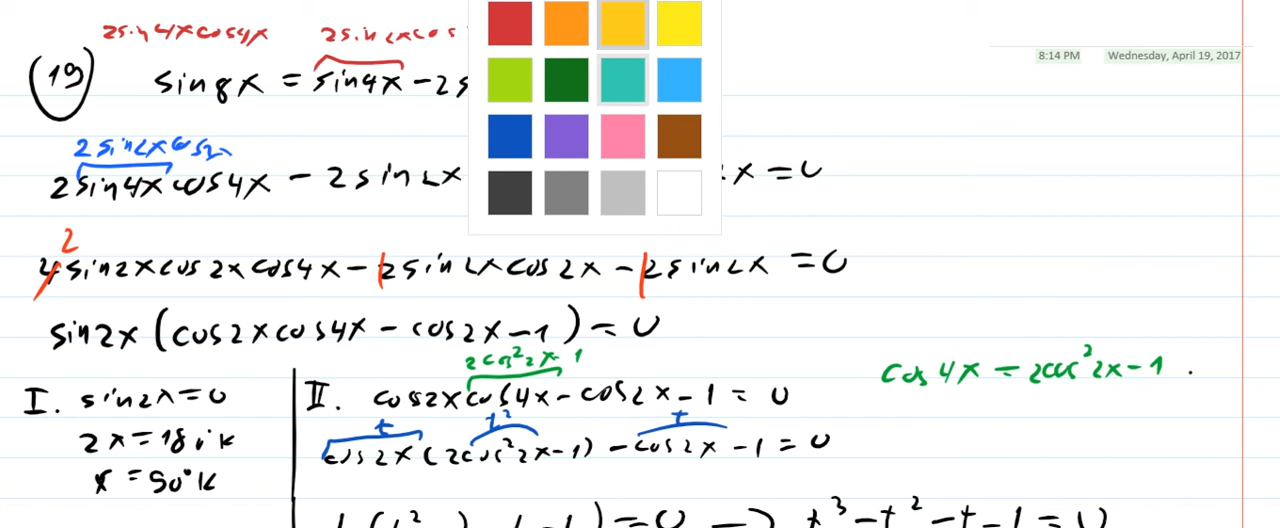 2sin4xcos4x 2sin2xcos
8:14 PM Wednesday, April 19, 2017
(19) sin8x = sin4x - 2s
2sin2xcos2x
2sin4xcos4x - 2sin2x x = 0
2
4sin2xcos2xcos4x - 2sin2xcos2x - 2sin2x = 0
sin2x (cos2xcos4x - cos2x - 1) = 0
2cos²2x - 1
cos4x = 2cos²2x - 1
I. sin2x = 0 II. cos2xcos4x - cos2x - 1 = 0
t t² t
2x = 180°k cos2x (2cos²2x - 1) - cos2x - 1 = 0
x = 90°k
t³ - t² - t - 1 = 0